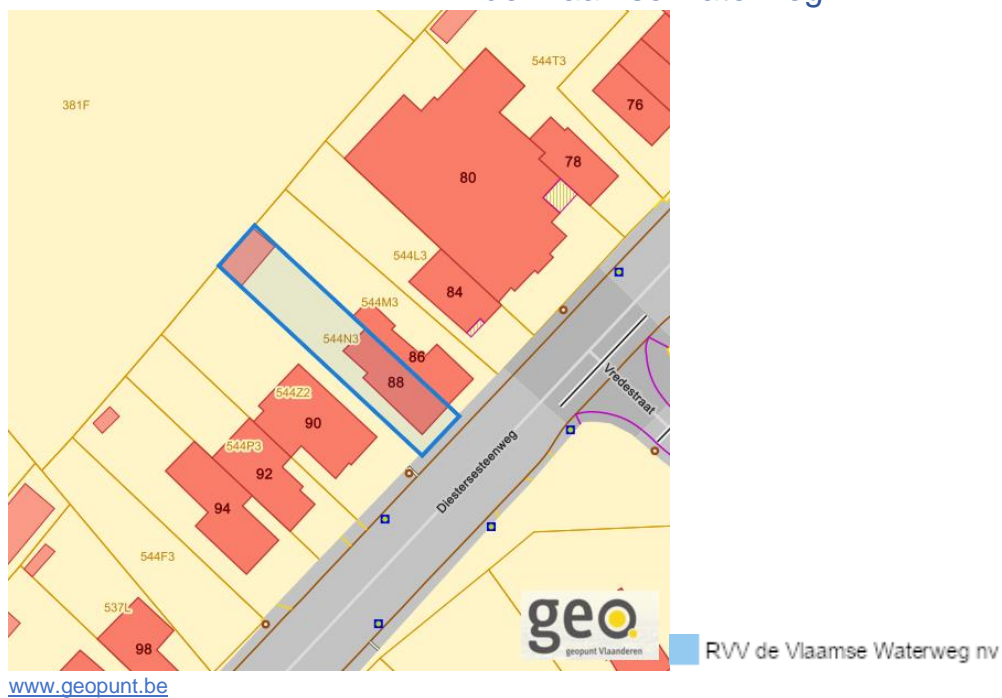 544T3
381F
76
78
80
544L3
84
544M3
544N3
86
88
Vredestraat
544Z2
90
Diestersesteenweg
544P3
92
94
544F3
537L
98
geo
geopunt Vlaanderen
RVV de Vlaamse Waterweg nv
www.geopunt.be